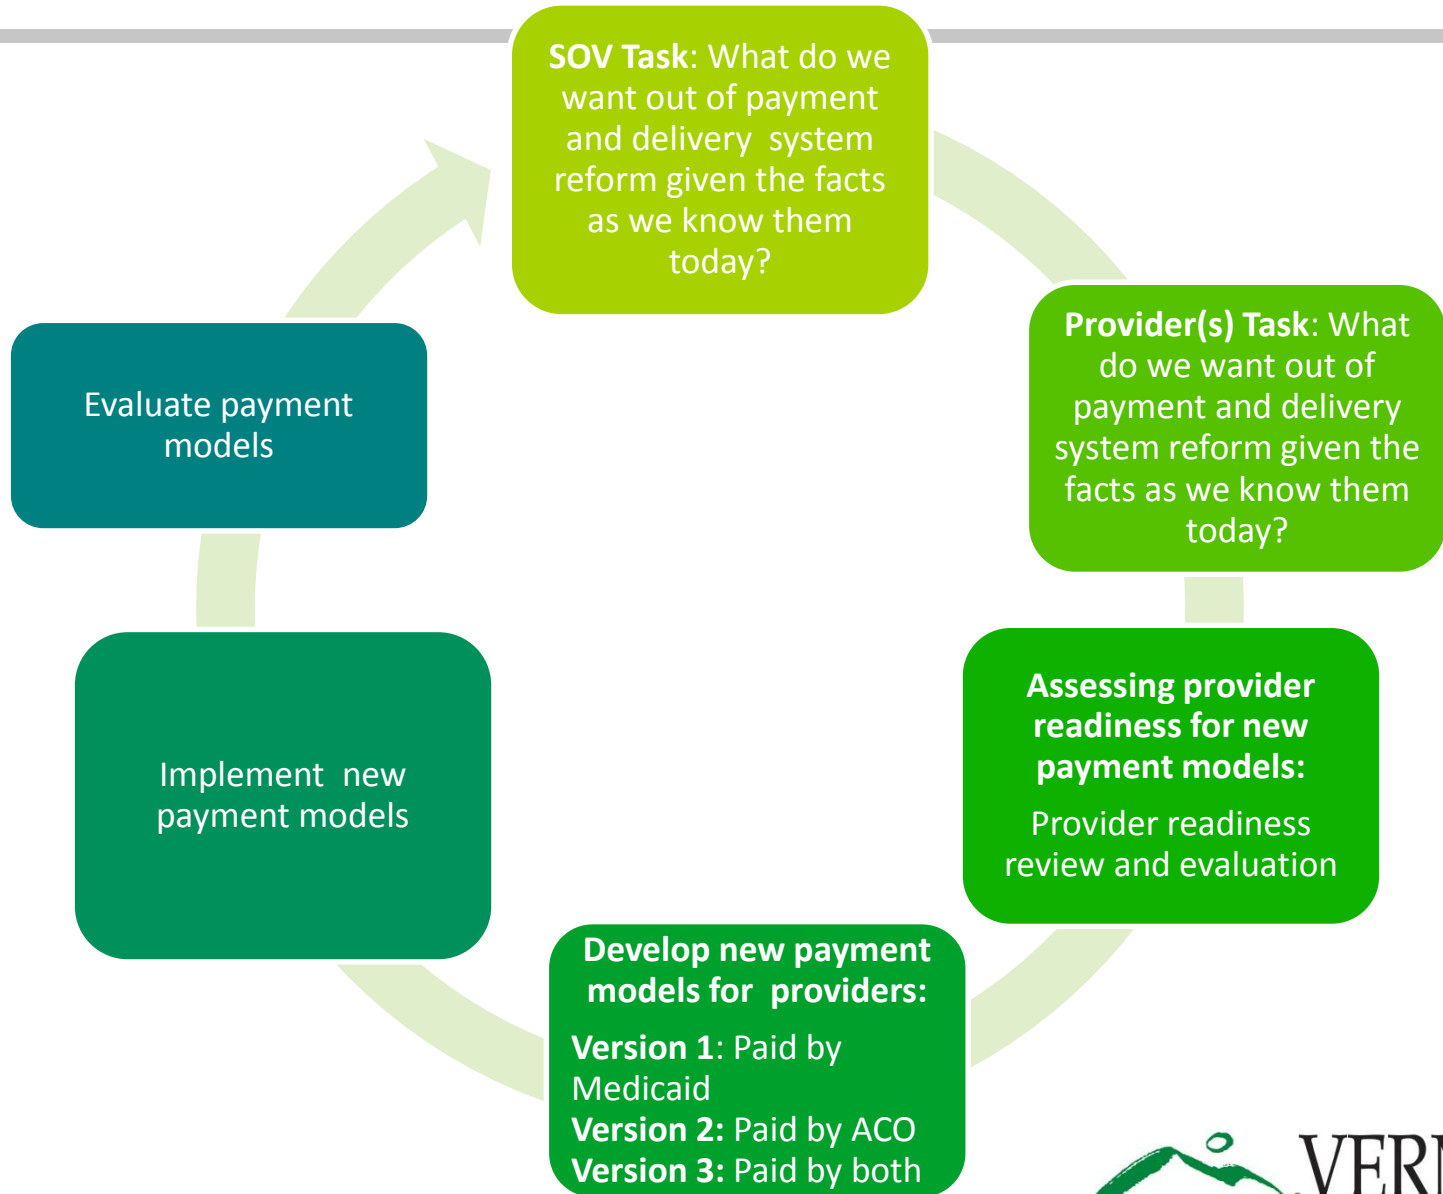 SOV Task: What do we
want out of payment
and delivery system
reform given the facts
as we know them
today?
Provider(s) Task: What
do we want out of
payment and delivery
system reform given the
facts as we know them
today?
Assessing provider
readiness for new
payment models:
Provider readiness
review and evaluation
Develop new payment
models for providers:
Version 1: Paid by
Medicaid
Version 2: Paid by ACO
Version 3: Paid by both
Implement new
payment models
Evaluate payment
models